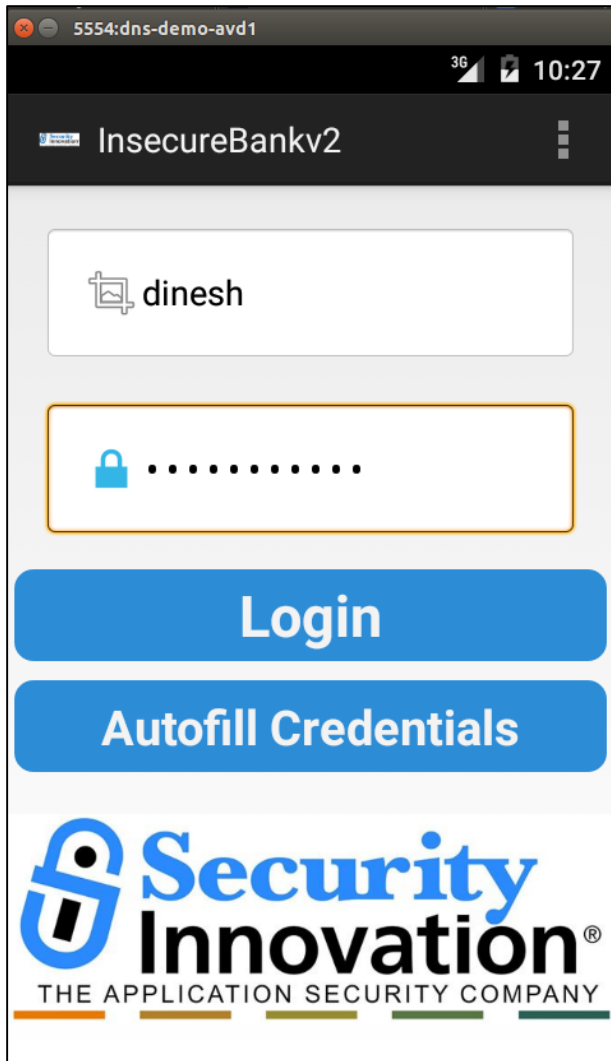 5554:dns-demo-avd1
3G 10:27
InsecureBankv2
dinesh
•••••••••••
Login
Autofill Credentials
Security
Innovation®
THE APPLICATION SECURITY COMPANY